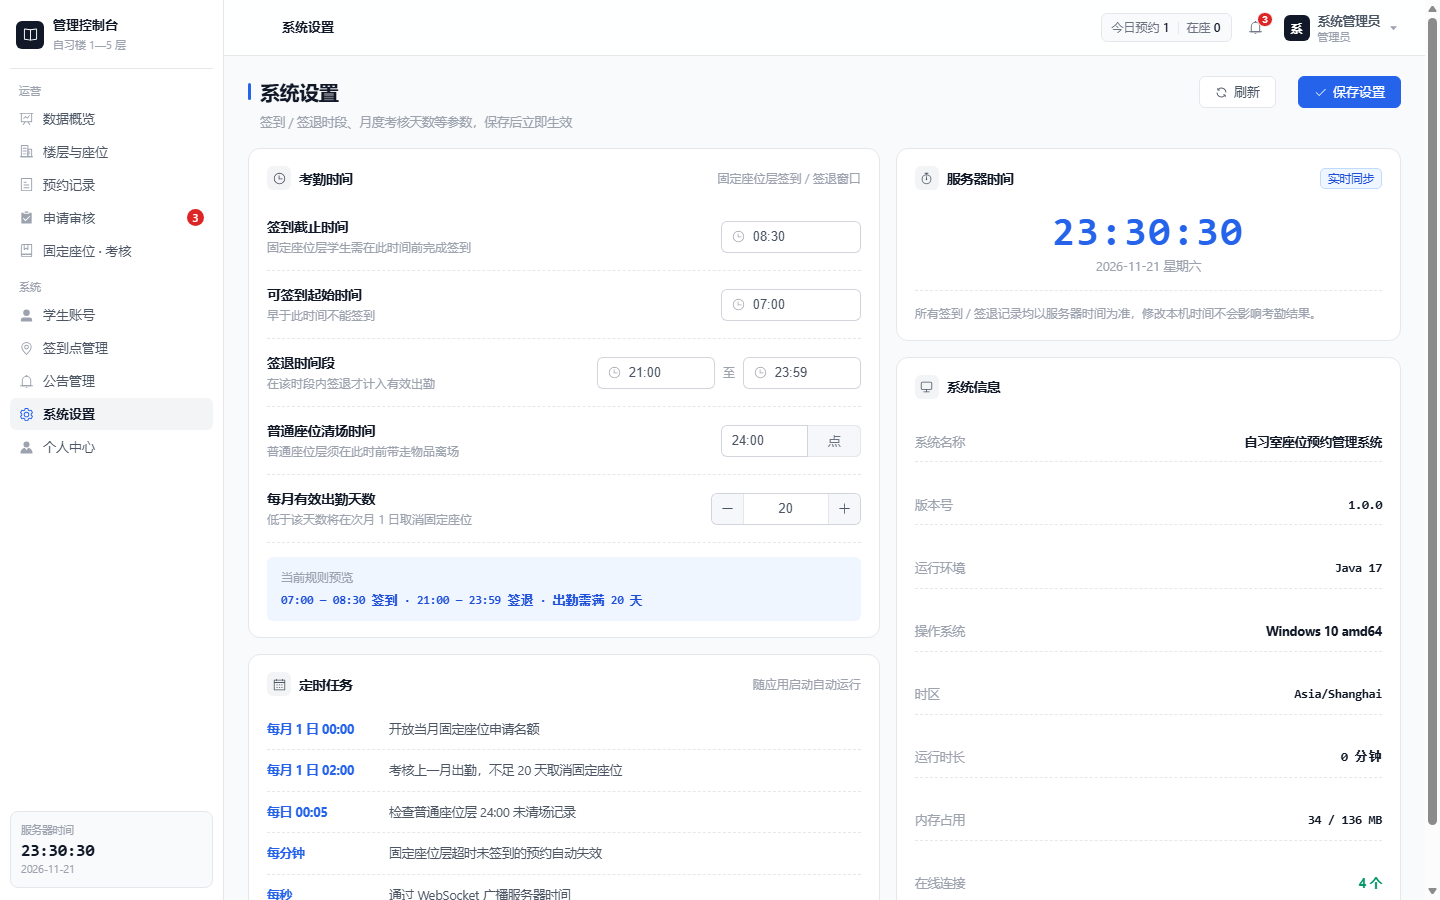 管理控制台
自习楼 1—5 层
运营
数据概览
楼层与座位
预约记录
申请审核
3
固定座位 · 考核
系统
学生账号
签到点管理
公告管理
系统设置
个人中心
服务器时间
23:30:30
2026-11-21
系统设置
今日预约 1
在座 0
3
系
系统管理员
管理员
系统设置
签到 / 签退时段、月度考核天数等参数，保存后立即生效
刷新
保存设置
考勤时间
固定座位层签到 / 签退窗口
签到截止时间
固定座位层学生需在此时间前完成签到
08:30
可签到起始时间
早于此时间不能签到
07:00
签退时间段
在该时段内签退才计入有效出勤
21:00
至
23:59
普通座位清场时间
普通座位层须在此时前带走物品离场
24:00
点
每月有效出勤天数
低于该天数将在次月 1 日取消固定座位
20
当前规则预览
07:00 — 08:30 签到 · 21:00 — 23:59 签退 · 出勤需满 20 天
定时任务
随应用启动自动运行
每月 1 日 00:00
开放当月固定座位申请名额
每月 1 日 02:00
考核上一月出勤，不足 20 天取消固定座位
每日 00:05
检查普通座位层 24:00 未清场记录
每分钟
固定座位层超时未签到的预约自动失效
每秒
通过 WebSocket 广播服务器时间
服务器时间
实时同步
23:30:30
2026-11-21 星期六
所有签到 / 签退记录均以服务器时间为准，修改本机时间不会影响考勤结果。
系统信息
系统名称
自习室座位预约管理系统
版本号
1.0.0
运行环境
Java 17
操作系统
Windows 10 amd64
时区
Asia/Shanghai
运行时长
0 分钟
内存占用
34 / 136 MB
在线连接
4 个